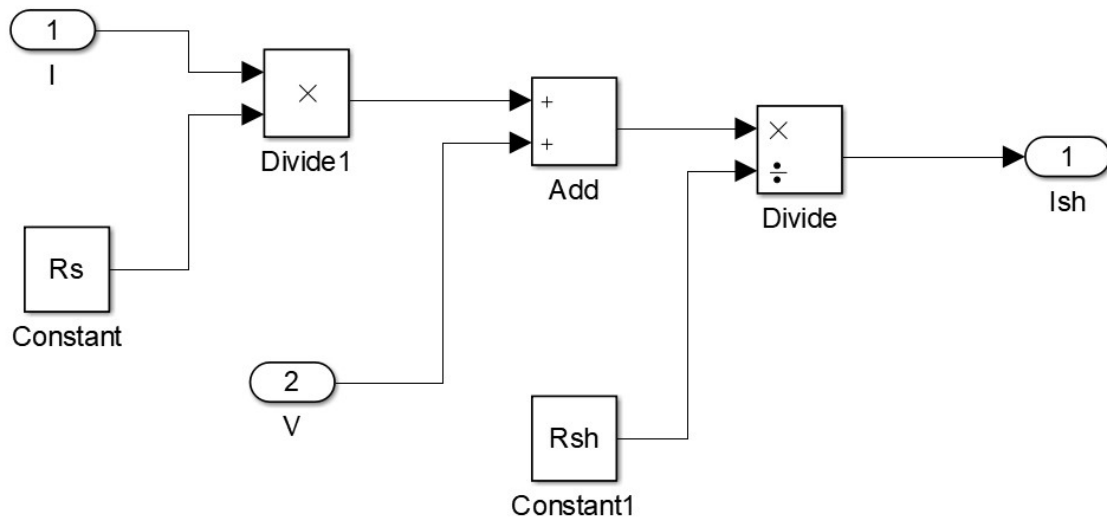 1
I
×
Divide1
Rs
Constant
2
V
+
+
Add
Rsh
Constant1
×
÷
Divide
1
Ish